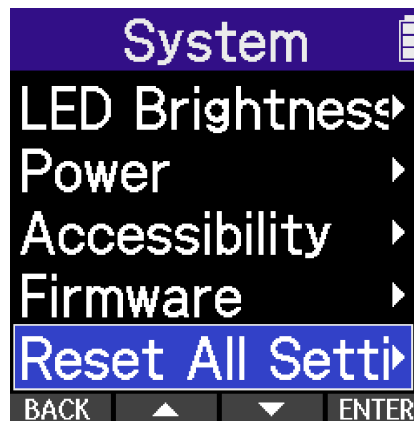 System
LED Brightness
Power
Accessibility
Firmware
Reset All Setti
BACK ENTER